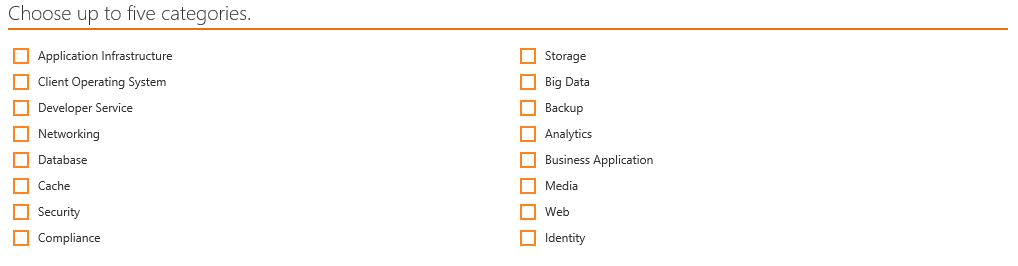 Choose up to five categories.
Application Infrastructure
Client Operating System
Developer Service
Networking
Database
Cache
Security
Compliance
Storage
Big Data
Backup
Analytics
Business Application
Media
Web
Identity